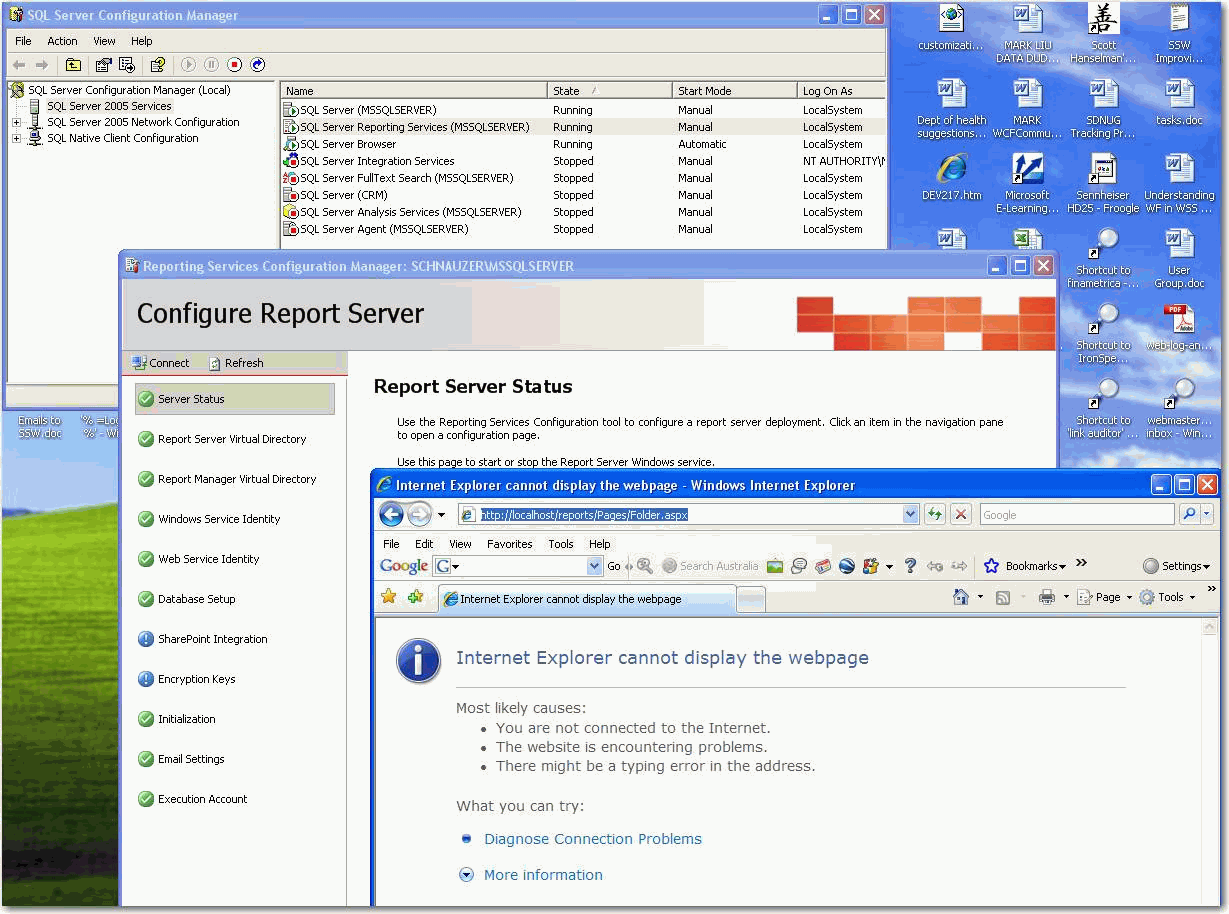 SQL Server Configuration Manager
File Action View Help
SQL Server Configuration Manager (Local)
SQL Server 2005 Services
SQL Server 2005 Network Configuration
SQL Native Client Configuration
Name State Start Mode Log On As
SQL Server (MSSQLSERVER) Running Manual LocalSystem
SQL Server Reporting Services (MSSQLSERVER) Running Manual LocalSystem
SQL Server Browser Running Automatic LocalSystem
SQL Server Integration Services Stopped Manual NT AUTHORITY\N
SQL Server FullText Search (MSSQLSERVER) Stopped Manual LocalSystem
SQL Server (CRM) Stopped Manual LocalSystem
SQL Server Analysis Services (MSSQLSERVER) Stopped Manual LocalSystem
SQL Server Agent (MSSQLSERVER) Stopped Manual LocalSystem
customizati...
MARK LIU
DATA DUD...
善
Scott
Hanselman'...
SSW
Improvi...
Dept of health
suggestions...
MARK
WCFCommu...
SDNUG
Tracking Pr...
tasks.doc
DEV217.htm
Microsoft
E-Learning...
Sennheiser
HD25 - Froogle
Understanding
WF in WSS ...
Shortcut to
finametrica -...
User
Group.doc
Shortcut to
IronSpe...
PDF
Adobe
web-log-an...
Shortcut to
'link auditor' ...
webmaster...
inbox - Win...
Emails to
SSW.doc
'% =Loc
%' - Wi
Reporting Services Configuration Manager: SCHNAUZER\MSSQLSERVER
Configure Report Server
Connect Refresh
Server Status
Report Server Virtual Directory
Report Manager Virtual Directory
Windows Service Identity
Web Service Identity
Database Setup
SharePoint Integration
Encryption Keys
Initialization
Email Settings
Execution Account
Report Server Status
Use the Reporting Services Configuration tool to configure a report server deployment. Click an item in the navigation pane
to open a configuration page.
Use this page to start or stop the Report Server Windows service.
Internet Explorer cannot display the webpage - Windows Internet Explorer
http://localhost/reports/Pages/Folder.aspx
Google
File Edit View Favorites Tools Help
Google G Go Search Australia Bookmarks Settings
Internet Explorer cannot display the webpage
Page Tools
Internet Explorer cannot display the webpage
Most likely causes:
• You are not connected to the Internet.
• The website is encountering problems.
• There might be a typing error in the address.
What you can try:
Diagnose Connection Problems
More information